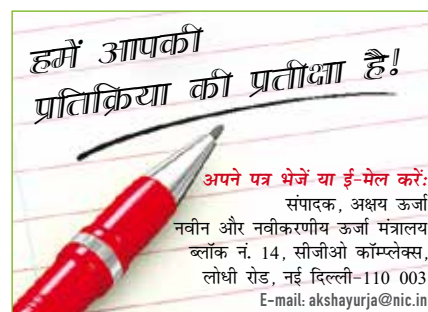 हमें आपकी
प्रतिक्रिया की प्रतीक्षा है!
अपने पत्र भेजें या ई-मेल करें:
संपादक, अक्षय ऊर्जा
नवीन और नवीकरणीय ऊर्जा मंत्रालय
ब्लॉक नं. 14, सीजीओ कॉम्प्लेक्स,
लोधी रोड, नई दिल्ली-110 003
E-mail: akshayurja@nic.in